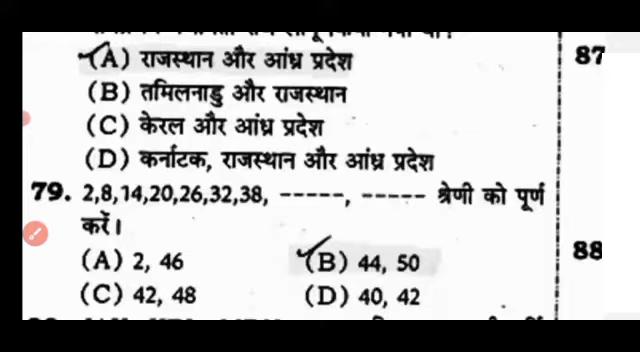 (A) राजस्थान और आंध्र प्रदेश
(B) तमिलनाडु और राजस्थान
(C) केरल और आंध्र प्रदेश
(D) कर्नाटक, राजस्थान और आंध्र प्रदेश
79. 2,8,14,20,26,32,38, -----, ----- श्रेणी को पूर्ण
करें।
(A) 2, 46 (B) 44, 50
(C) 42, 48 (D) 40, 42
87
88